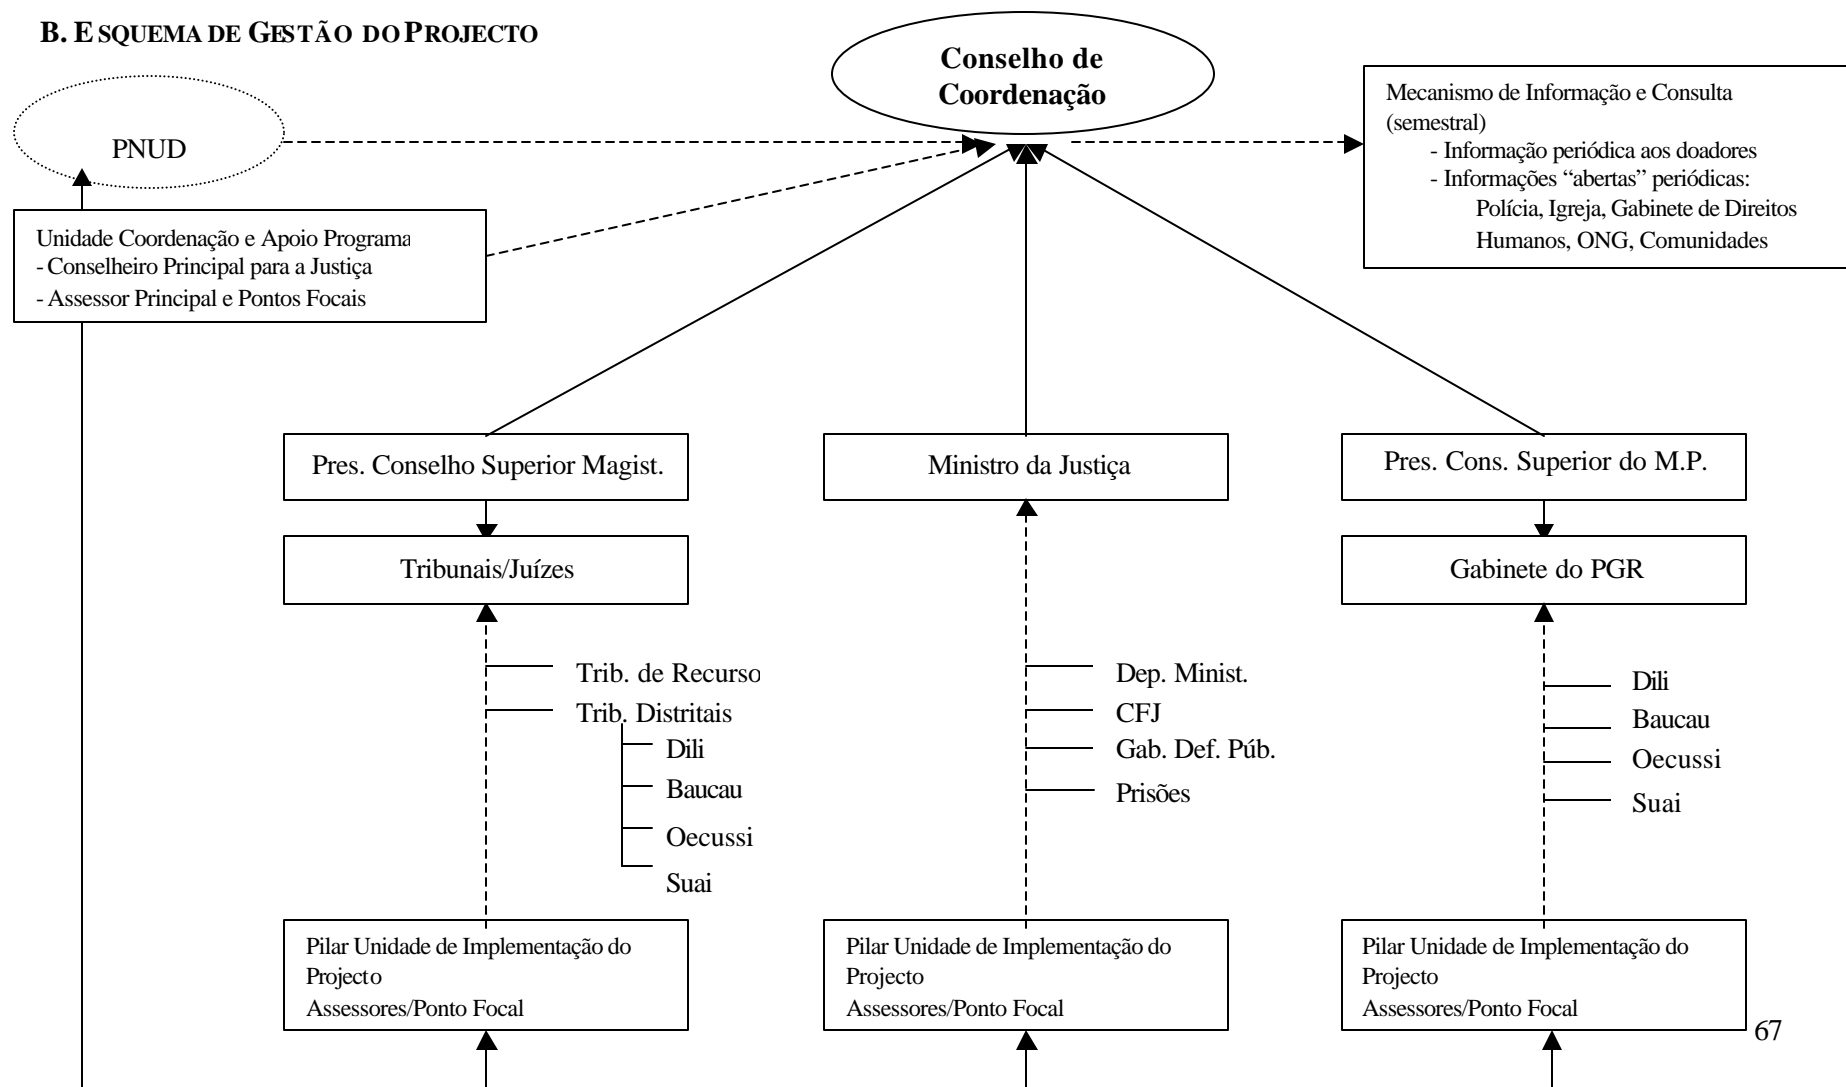 B. ESQUEMA DE GESTÃO DO PROJECTO
Conselho de
Coordenação
PNUD
Mecanismo de Informação e Consulta
(semestral)
- Informação periódica aos doadores
- Informações “abertas” periódicas:
Polícia, Igreja, Gabinete de Direitos
Humanos, ONG, Comunidades
Unidade Coordenação e Apoio Programa
- Conselheiro Principal para a Justiça
- Assessor Principal e Pontos Focais
Pres. Conselho Superior Magist.
Ministro da Justiça
Pres. Cons. Superior do M.P.
Tribunais/Juízes
Gabinete do PGR
Trib. de Recurso
Trib. Distritais
Dili
Baucau
Oecussi
Suai
Dep. Minist.
CFJ
Gab. Def. Púb.
Prisões
Dili
Baucau
Oecussi
Suai
Pilar Unidade de Implementação do
Projecto
Assessores/Ponto Focal
Pilar Unidade de Implementação do
Projecto
Assessores/Ponto Focal
Pilar Unidade de Implementação do
Projecto
Assessores/Ponto Focal
67